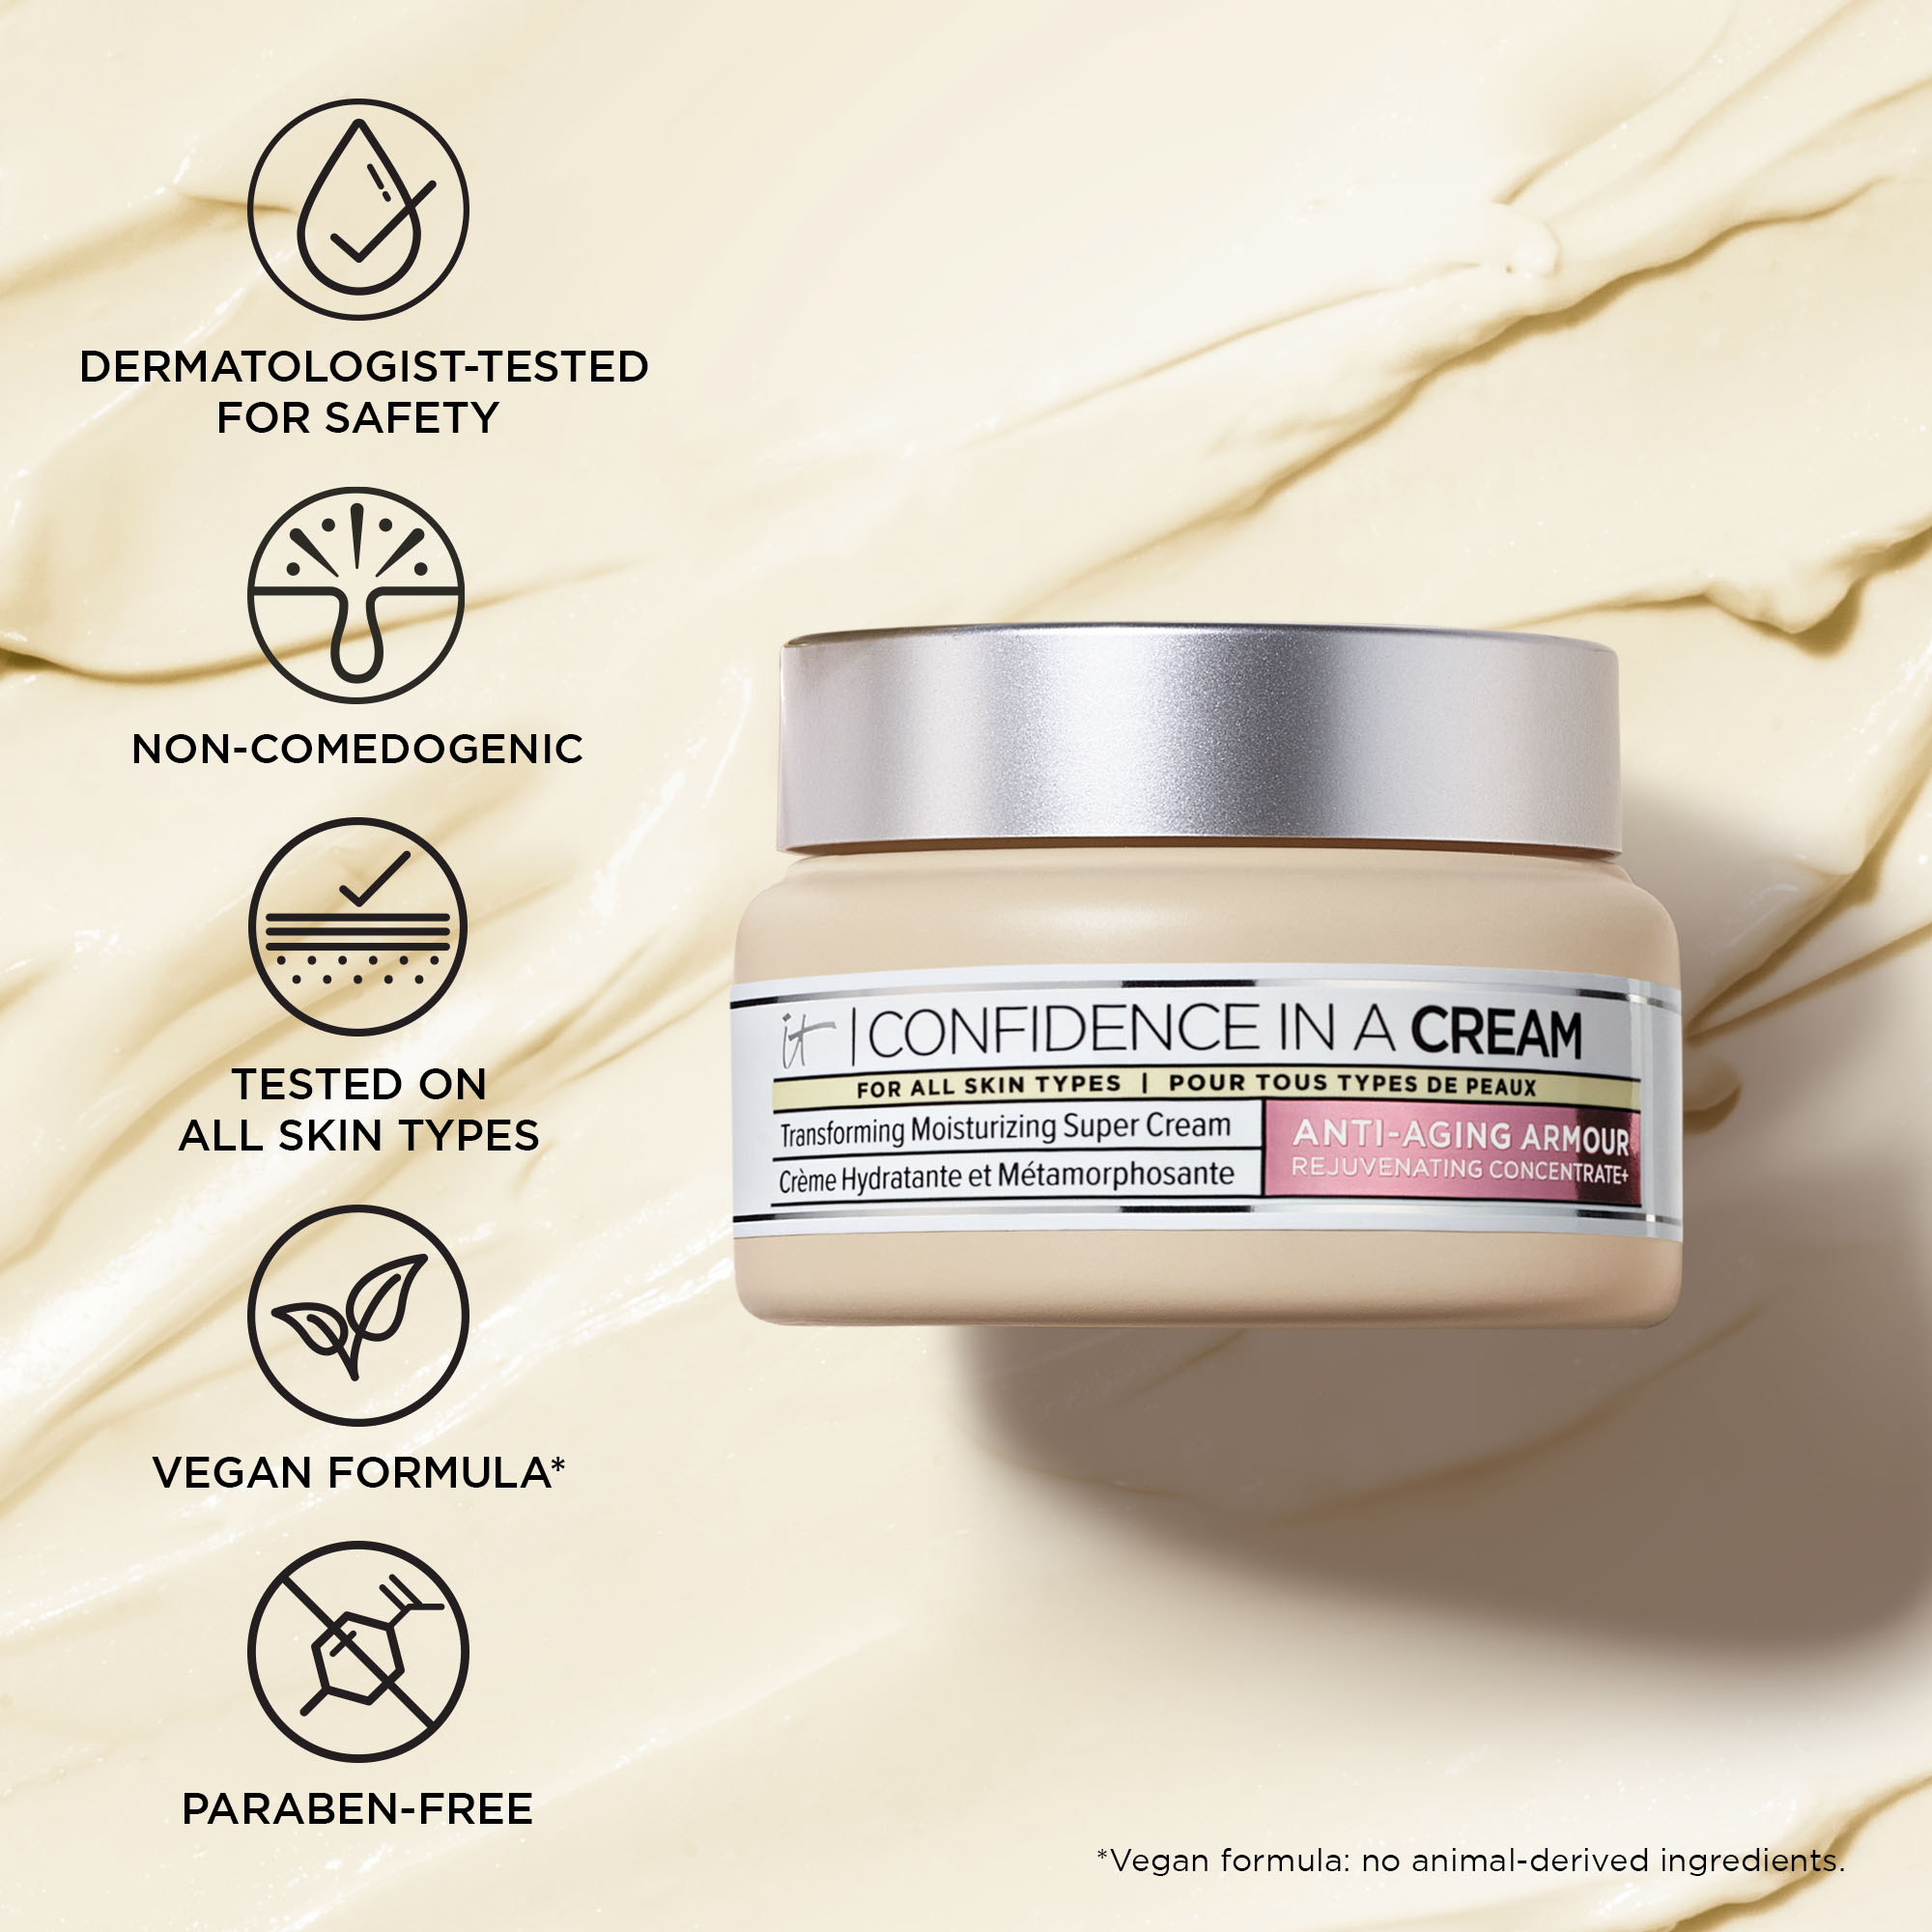 DERMATOLOGIST-TESTED
FOR SAFETY
NON-COMEDOGENIC
TESTED ON
ALL SKIN TYPES
VEGAN FORMULA*
PARABEN-FREE
it | CONFIDENCE IN A CREAM
FOR ALL SKIN TYPES | POUR TOUS TYPES DE PEAUX
Transforming Moisturizing Super Cream
Crème Hydratante et Métamorphosante
ANTI-AGING ARMOUR
REJUVENATING CONCENTRATE+
*Vegan formula: no animal-derived ingredients.